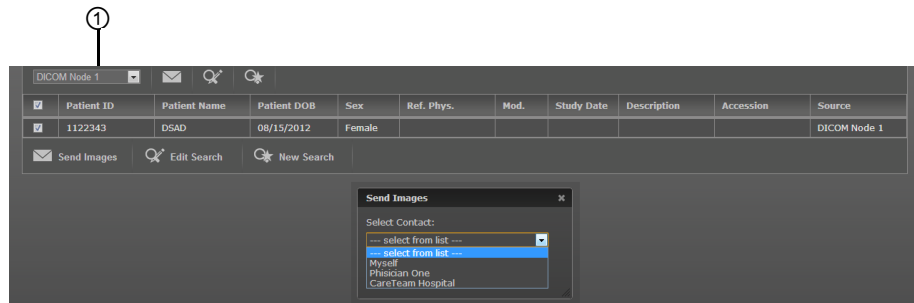 1
DICOM Node 1
Patient ID Patient Name Patient DOB Sex Ref. Phys. Mod. Study Date Description Accession Source
1122343 DSAD 08/15/2012 Female DICOM Node 1
Send Images Edit Search New Search
Send Images
Select Contact:
--- select from list ---
--- select from list ---
Myself
Phisician One
CareTeam Hospital